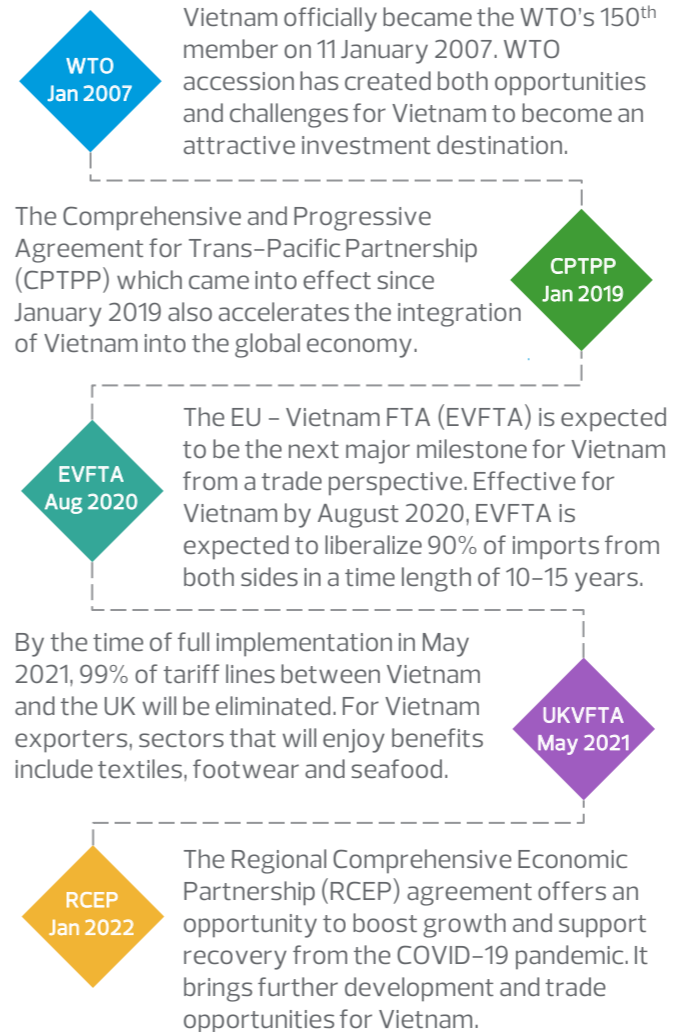 WTO
Jan 2007
Vietnam officially became the WTO's 150th
member on 11 January 2007. WTO
accession has created both opportunities
and challenges for Vietnam to become an
attractive investment destination.
The Comprehensive and Progressive
Agreement for Trans-Pacific Partnership
(CPTPP) which came into effect since
January 2019 also accelerates the integration
of Vietnam into the global economy.
CPTPP
Jan 2019
EVFTA
Aug 2020
The EU - Vietnam FTA (EVFTA) is expected
to be the next major milestone for Vietnam
from a trade perspective. Effective for
Vietnam by August 2020, EVFTA is
expected to liberalize 90% of imports from
both sides in a time length of 10-15 years.
By the time of full implementation in May
2021, 99% of tariff lines between Vietnam
and the UK will be eliminated. For Vietnam
exporters, sectors that will enjoy benefits
include textiles, footwear and seafood.
UKVFTA
May 2021
RCEP
Jan 2022
The Regional Comprehensive Economic
Partnership (RCEP) agreement offers an
opportunity to boost growth and support
recovery from the COVID-19 pandemic. It
brings further development and trade
opportunities for Vietnam.